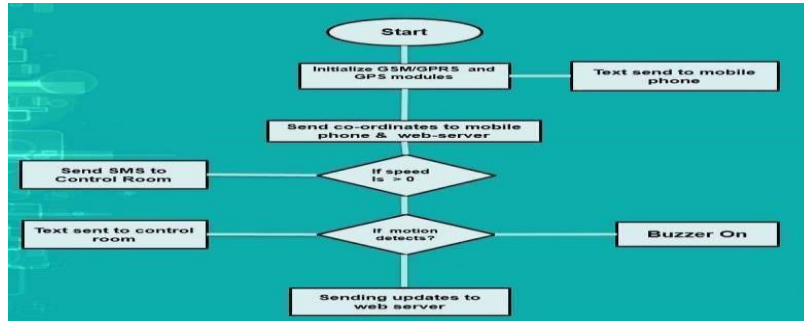 Start
Initialize GSM/GPRS and
GPS modules
Text send to mobile
phone
Send co-ordinates to mobile
phone & web-server
Send SMS to
Control Room
If speed
Is > 0
Text sent to control
room
If motion
detects?
Buzzer On
Sending updates to
web server